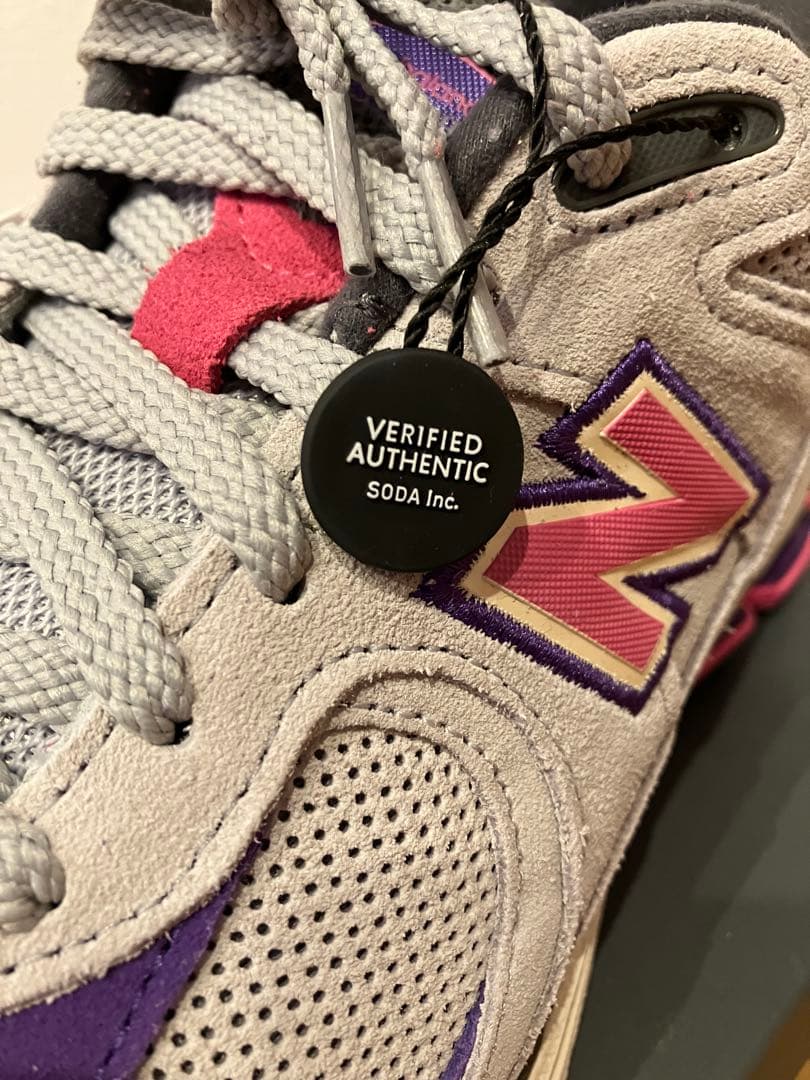 VERIFIED
AUTHENTIC
SODA Inc.
N